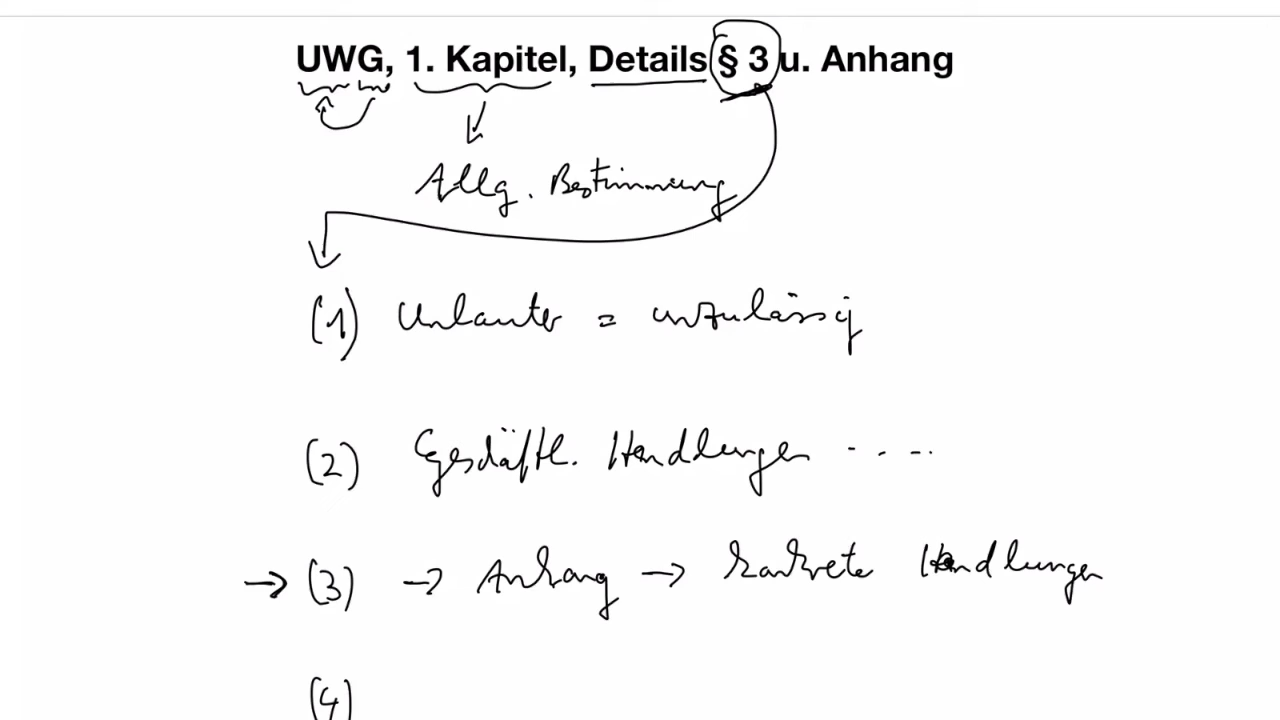 UWG, 1. Kapitel, Details § 3 u. Anhang
Allg. Bestimmung
(1) Unlauter = unzulässig
(2) Geschäftl. Handlungen . . . .
→ (3) → Anhang → konkrete Handlungen
(4)